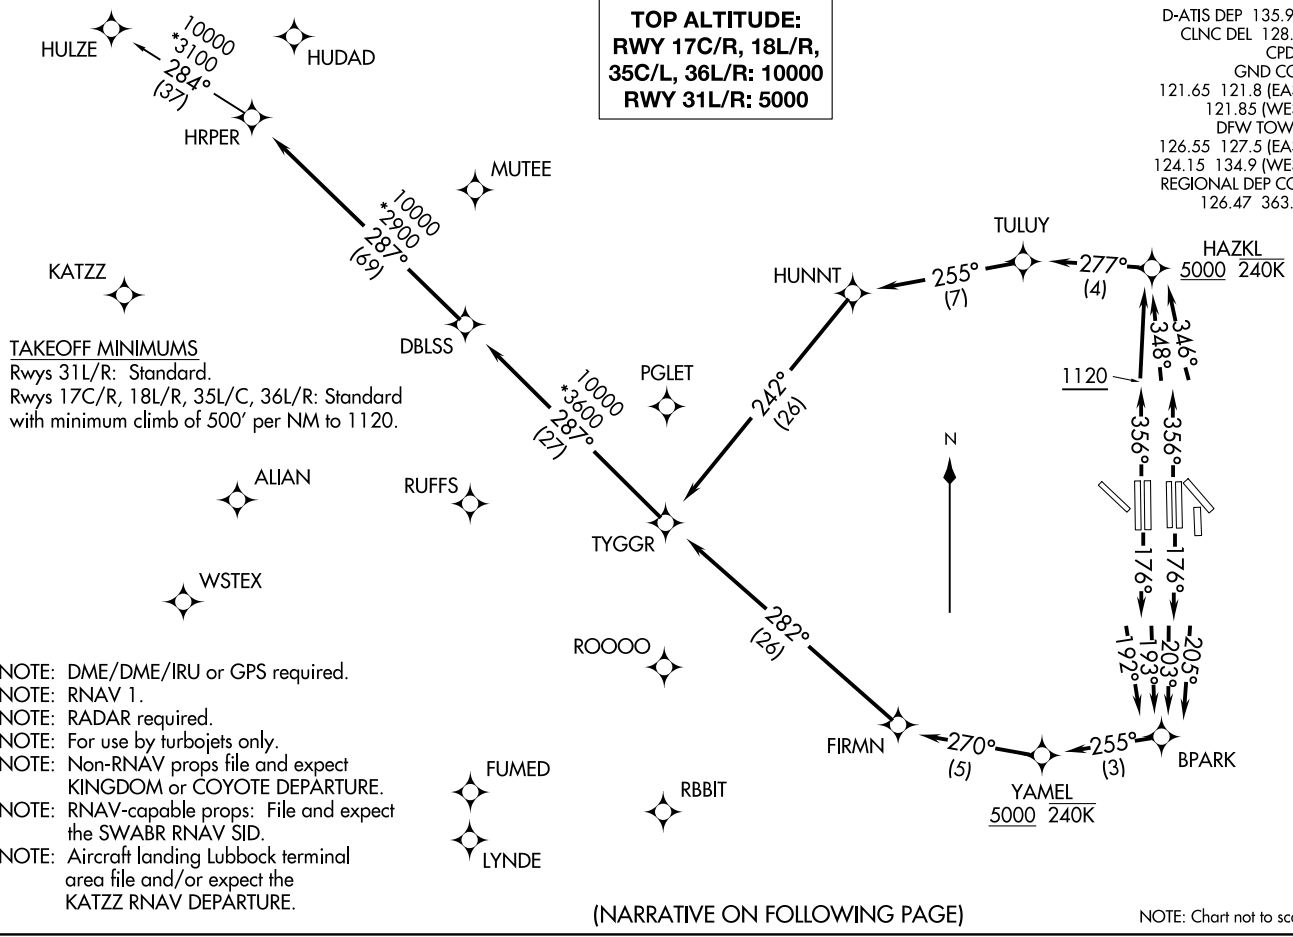 TOP ALTITUDE:
RWY 17C/R, 18L/R,
35C/L, 36L/R: 10000
RWY 31L/R: 5000
D-ATIS DEP 135.9
CLNC DEL 128.
CPD
GND CO
121.65 121.8 (EA
121.85 (WE
DFW TOW
126.55 127.5 (EA
124.15 134.9 (WE
REGIONAL DEP CO
126.47 363.
HULZE
10000
*3100
284°
(37)
HUDAD
HRPER
MUTEE
10000
*2900
287°
(69)
KATZZ
DBLSS
TULUY
HAZKL
5000 240K
277°
(4)
255°
(7)
HUNNT
346°
348°
1120
TAKEOFF MINIMUMS
Rwys 31L/R: Standard.
Rwys 17C/R, 18L/R, 35L/C, 36L/R: Standard
with minimum climb of 500' per NM to 1120.
PGLET
10000
*3600
287°
(27)
242°
(26)
356°
356°
N
ALIAN
RUFFS
TYGGR
WSTEX
176°
176°
282°
(26)
ROOOO
192°
193°
203°
205°
FIRMN
270°
(5)
255°
(3)
BPARK
YAMEL
5000 240K
FUMED
RBBIT
LYNDE
NOTE: DME/DME/IRU or GPS required.
NOTE: RNAV 1.
NOTE: RADAR required.
NOTE: For use by turbojets only.
NOTE: Non-RNAV props file and expect
KINGDOM or COYOTE DEPARTURE.
NOTE: RNAV-capable props: File and expect
the SWABR RNAV SID.
NOTE: Aircraft landing Lubbock terminal
area file and/or expect the
KATZZ RNAV DEPARTURE.
(NARRATIVE ON FOLLOWING PAGE)
NOTE: Chart not to sc